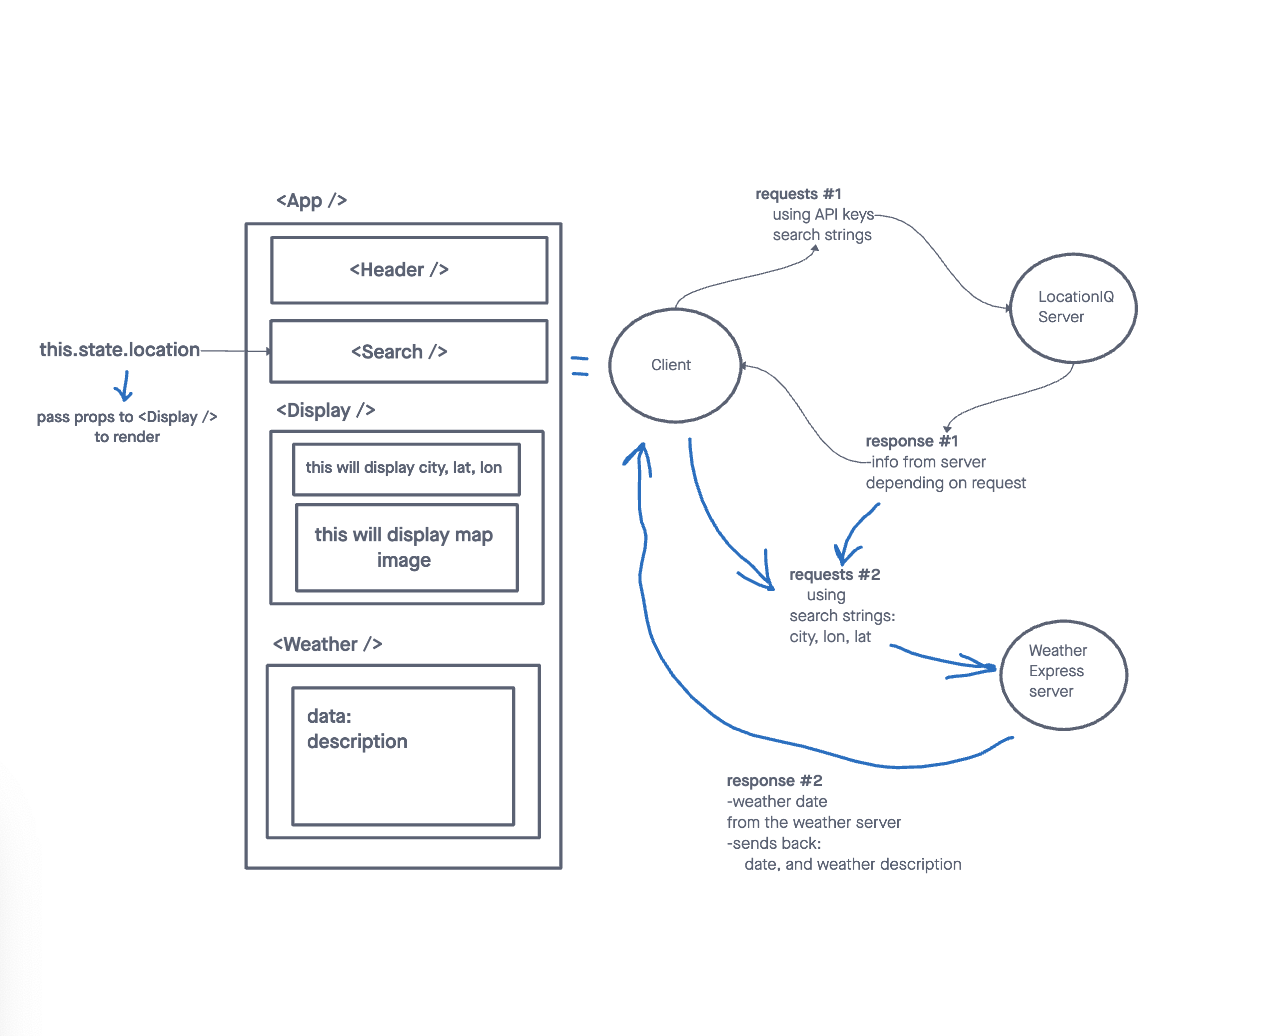 <App />
<Header />
this.state.location
<Search />
pass props to <Display />
to render
<Display />
this will display city, lat, lon
this will display map
image
<Weather />
data:
description
=
Client
requests #1
using API keys
search strings
LocationIQ
Server
response #1
-info from server
depending on request
requests #2
using
search strings:
city, lon, lat
Weather
Express
server
response #2
-weather date
from the weather server
-sends back:
date, and weather description